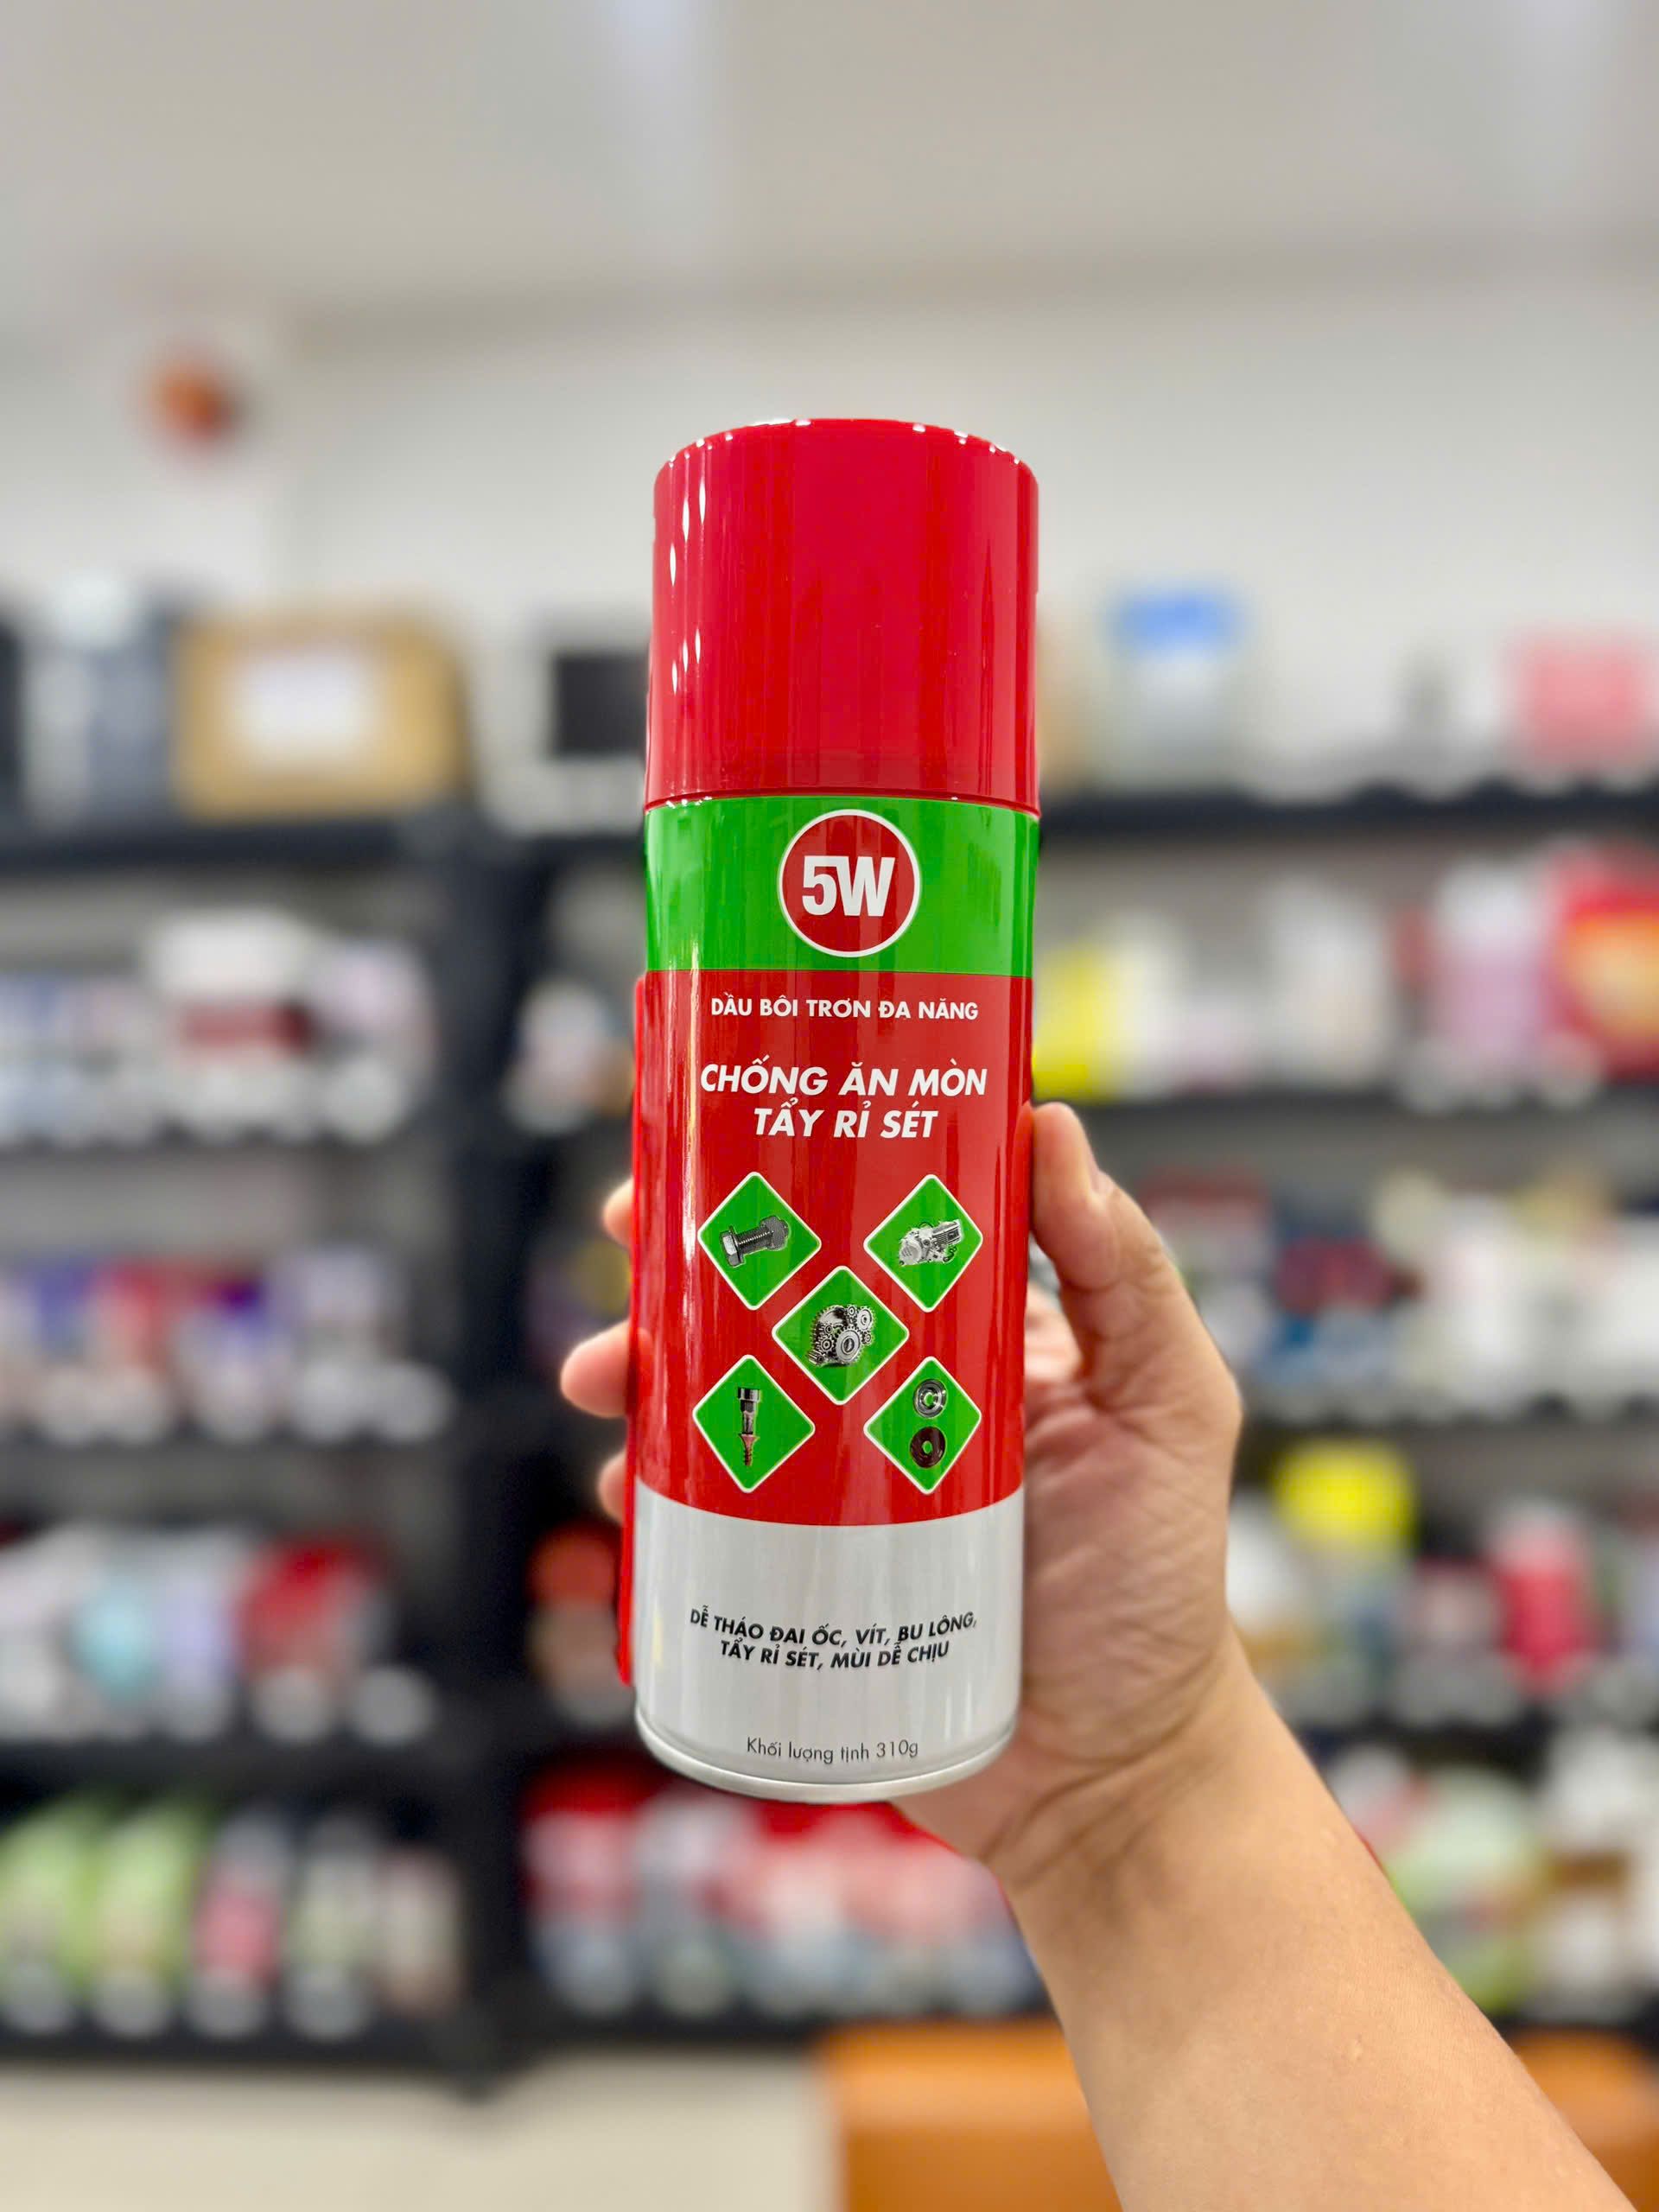 5W
DẦU BÔI TRƠN ĐA NĂNG
CHỐNG ĂN MÒN
TẨY RỈ SÉT
DỄ THÁO ĐAI ỐC, VÍT, BU LÔNG,
TẨY RỈ SÉT, MÙI DỄ CHỊU
Khối lượng tịnh 310g